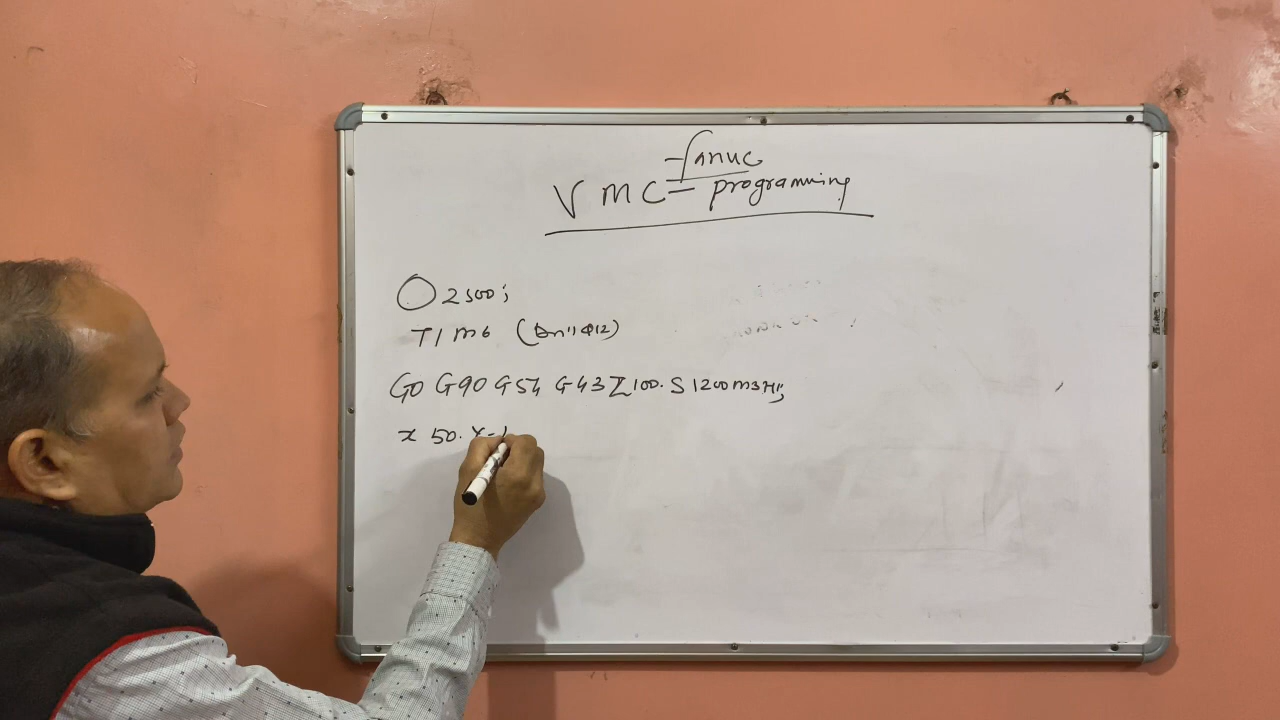 fanuc
VMC- programming
O2500;
T1 m6 (Drill Φ12)
G0 G90 G54 G43 Z100. S1200 m3 H1;
x 50. Y-